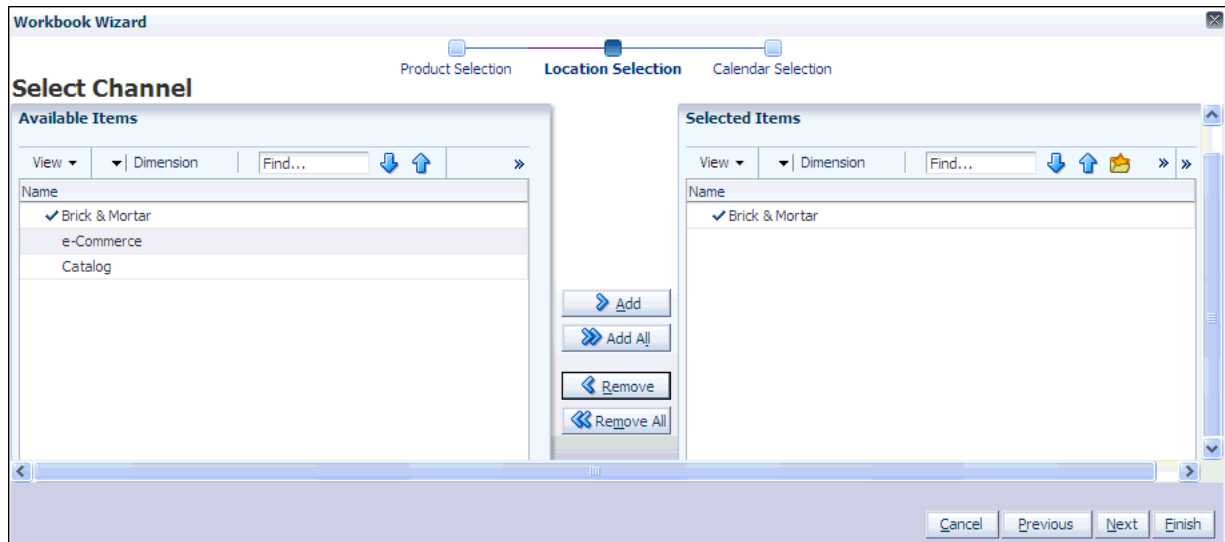 Workbook Wizard
Product Selection Location Selection Calendar Selection
Select Channel
Available Items
View Dimension Find...
Name
Brick & Mortar
e-Commerce
Catalog
Add
Add All
Remove
Remove All
Selected Items
View Dimension Find...
Name
Brick & Mortar
Cancel Previous Next Finish